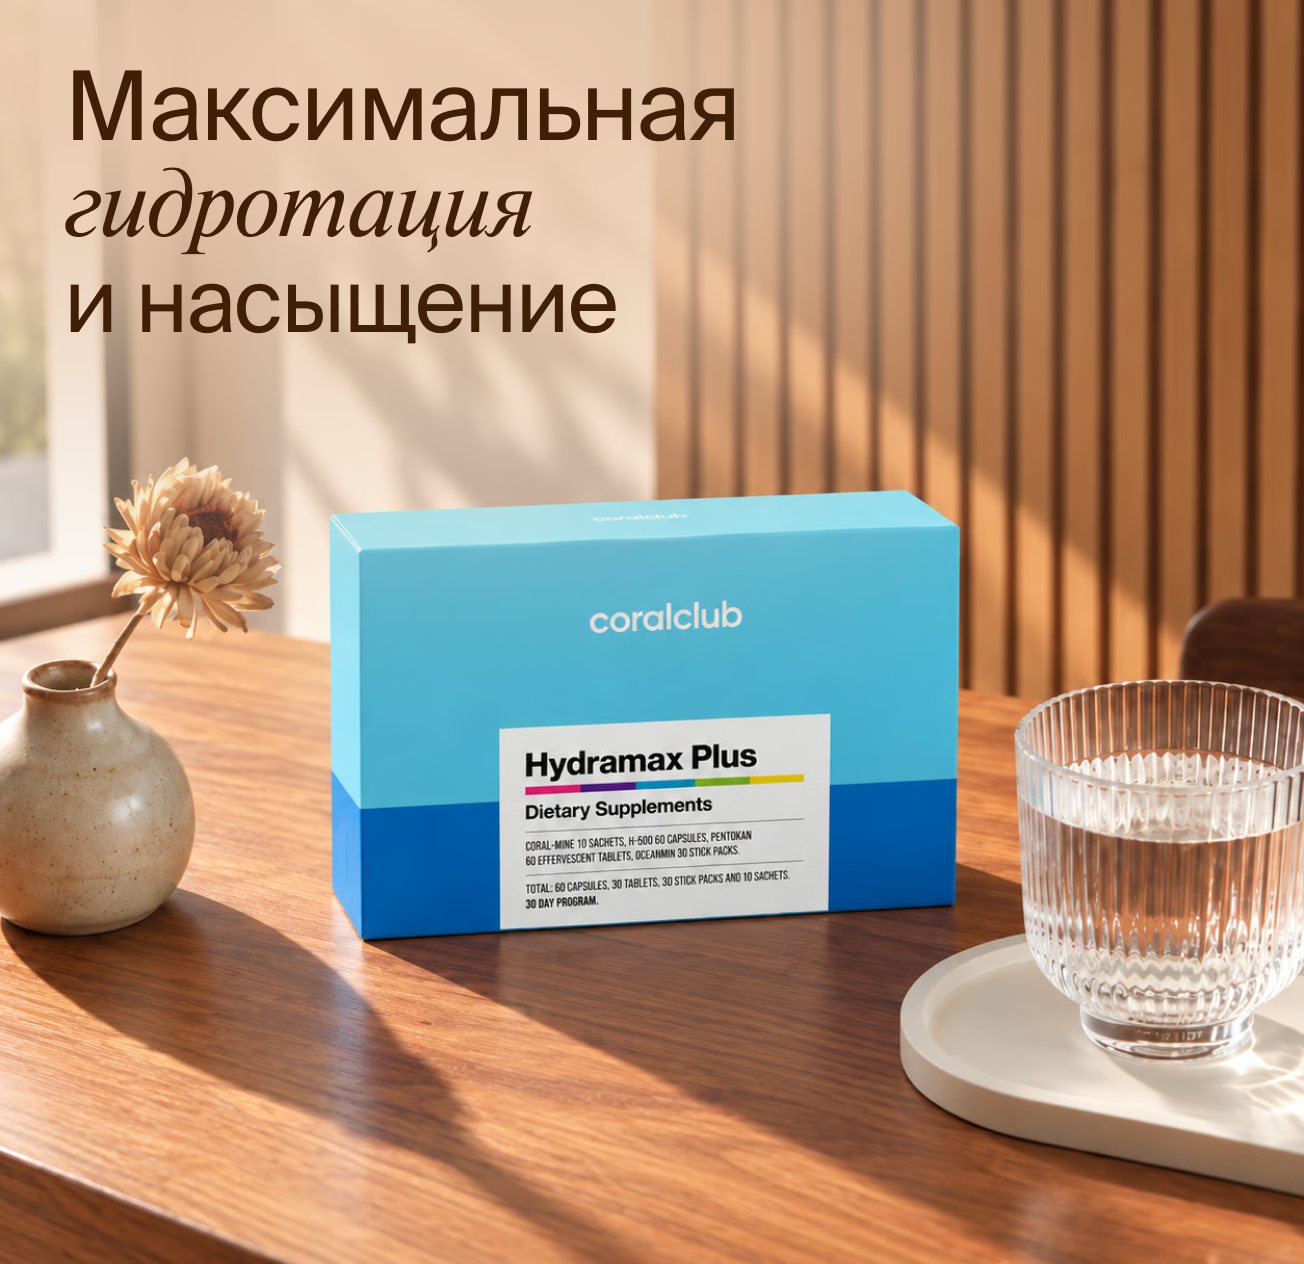 Максимальная
гидротация
и насыщение
coralclub
coralclub
Hydramax Plus
Dietary Supplements
CORAL-MINE 10 SACHETS, H-500 60 CAPSULES, PENTOKAN
60 EFFERVESCENT TABLETS, OCEANMIN 30 STICK PACKS.
TOTAL: 60 CAPSULES, 30 TABLETS, 30 STICK PACKS AND 10 SACHETS.
30 DAY PROGRAM.